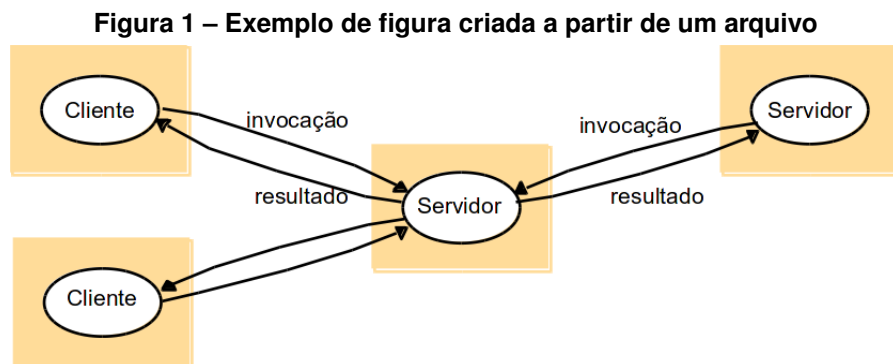 Figura 1 – Exemplo de figura criada a partir de um arquivo
Cliente
invocação
resultado
Servidor
invocação
resultado
Servidor
Cliente